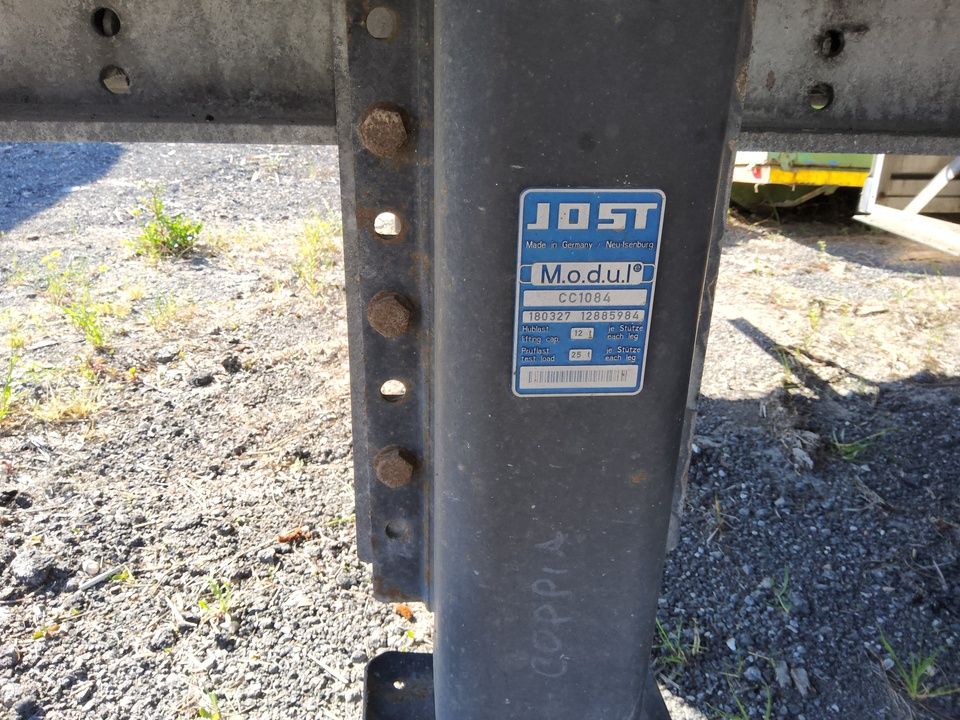 JOST
Made in Germany / Neu-Isenburg
M.o.d.u.l®
CC1084
180327 12885984
Hublast 12 t je Stütze
lifting cap. each leg
Prüflast 25 t je Stütze
test load each leg
COPPIA